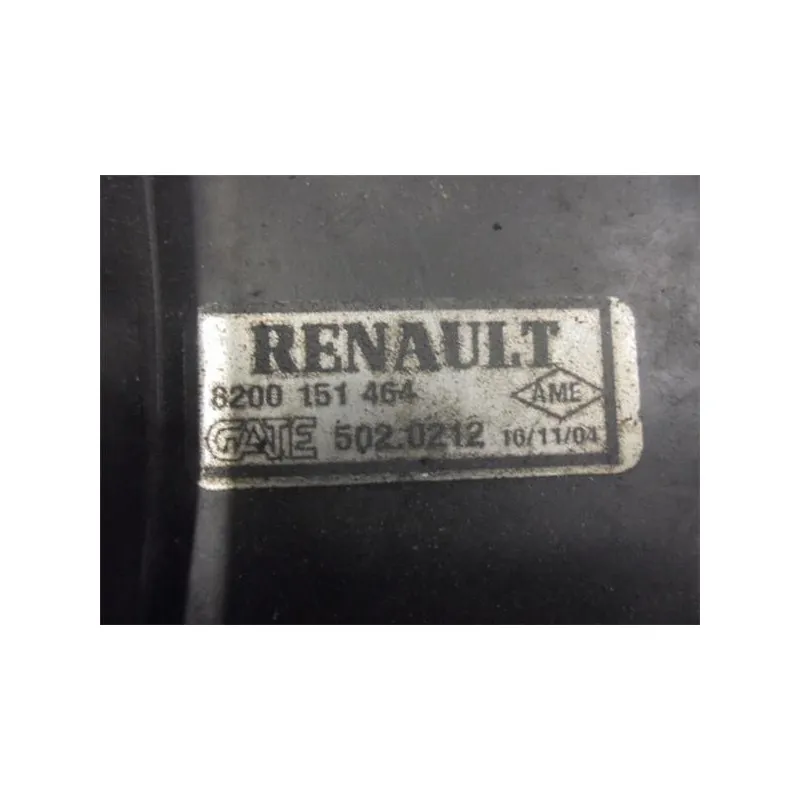 RENAULT
8200 151 464 AME
GATE 502.0212 16/11/04